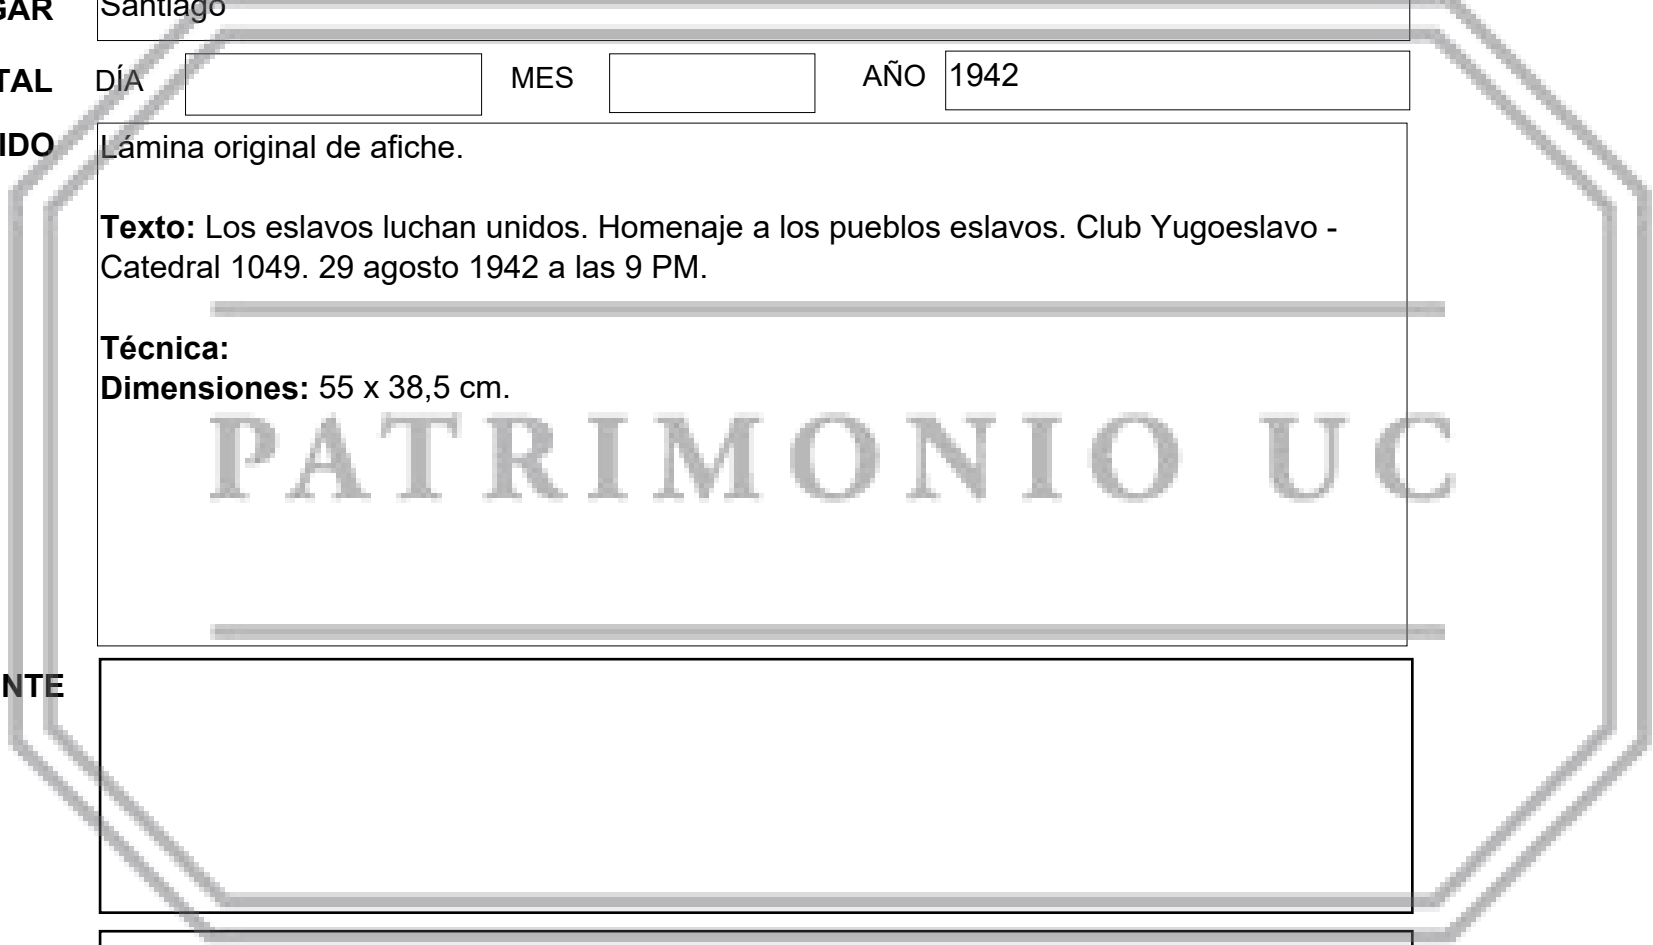 GAR Santiago
TAL DÍA MES AÑO 1942
IDO Lámina original de afiche.
Texto: Los eslavos luchan unidos. Homenaje a los pueblos eslavos. Club Yugoeslavo -
Catedral 1049. 29 agosto 1942 a las 9 PM.
Técnica:
Dimensiones: 55 x 38,5 cm.
PATRIMONIO UC
NTE